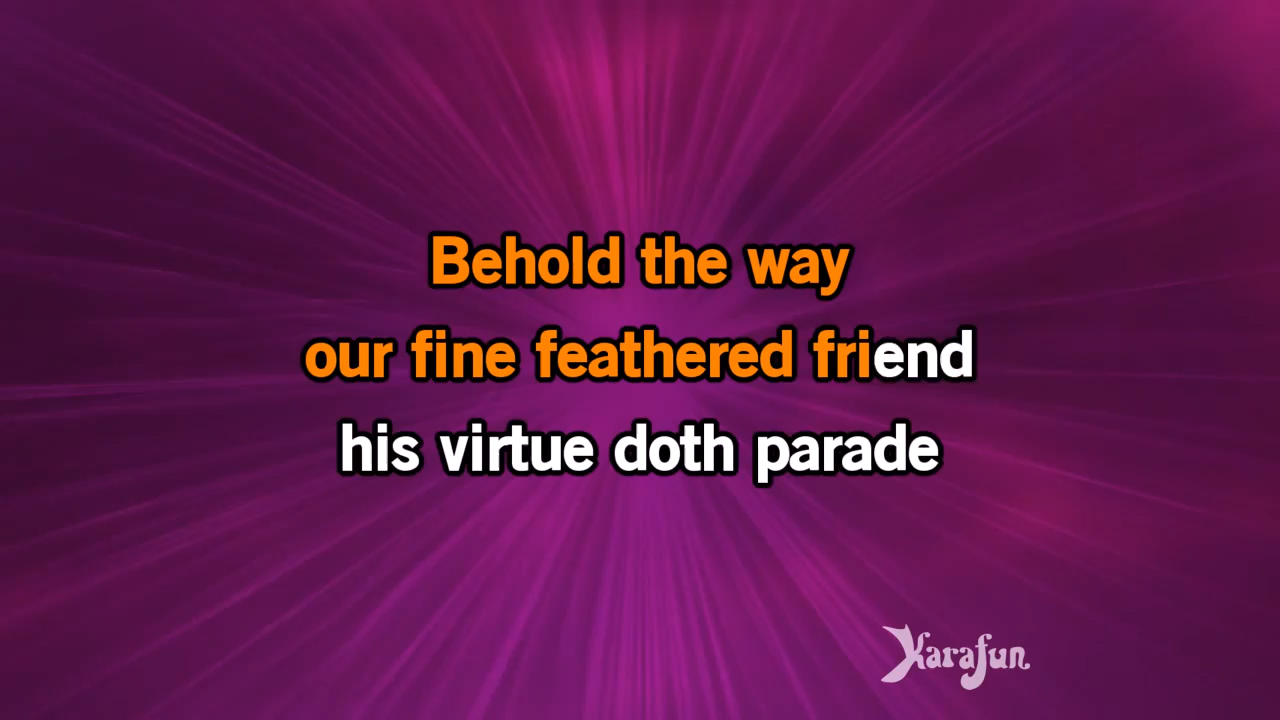 Behold the way
our fine feathered friend
his virtue doth parade
Karafun